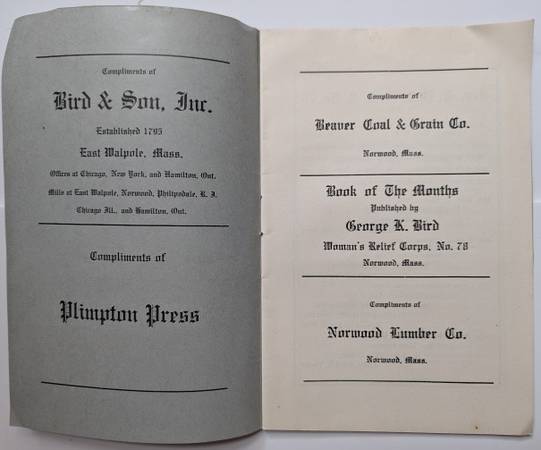 Compliments of
Bird & Son, Inc.
Established 1795
East Walpole, Mass.
Offices at Chicago, New York, and Hamilton, Ont.
Mills at East Walpole, Norwood, Philipsdale, R. I.
Chicago Ill., and Hamilton, Ont.
Compliments of
Plimpton Press
Compliments of
Beaver Coal & Grain Co.
Norwood, Mass.
Book of The Months
Published by
George K. Bird
Woman's Relief Corps, No. 78
Norwood, Mass.
Compliments of
Norwood Lumber Co.
Norwood, Mass.